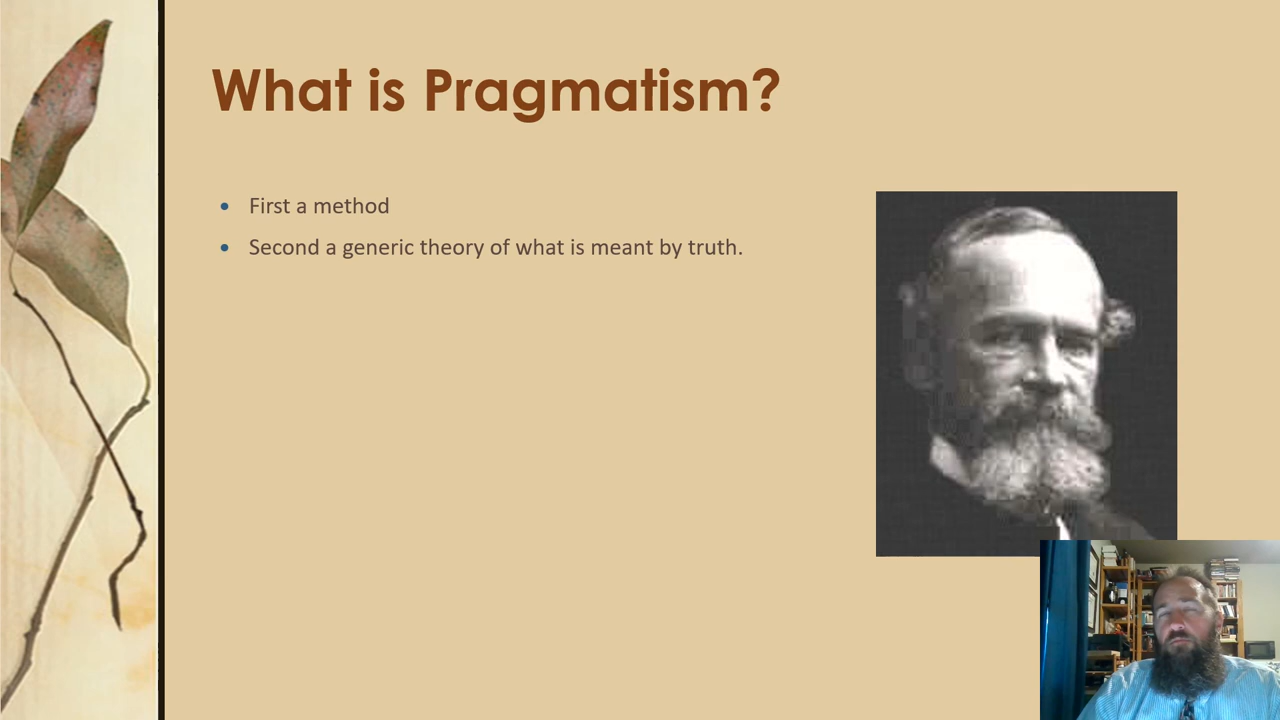 What is Pragmatism?
First a method
Second a generic theory of what is meant by truth.